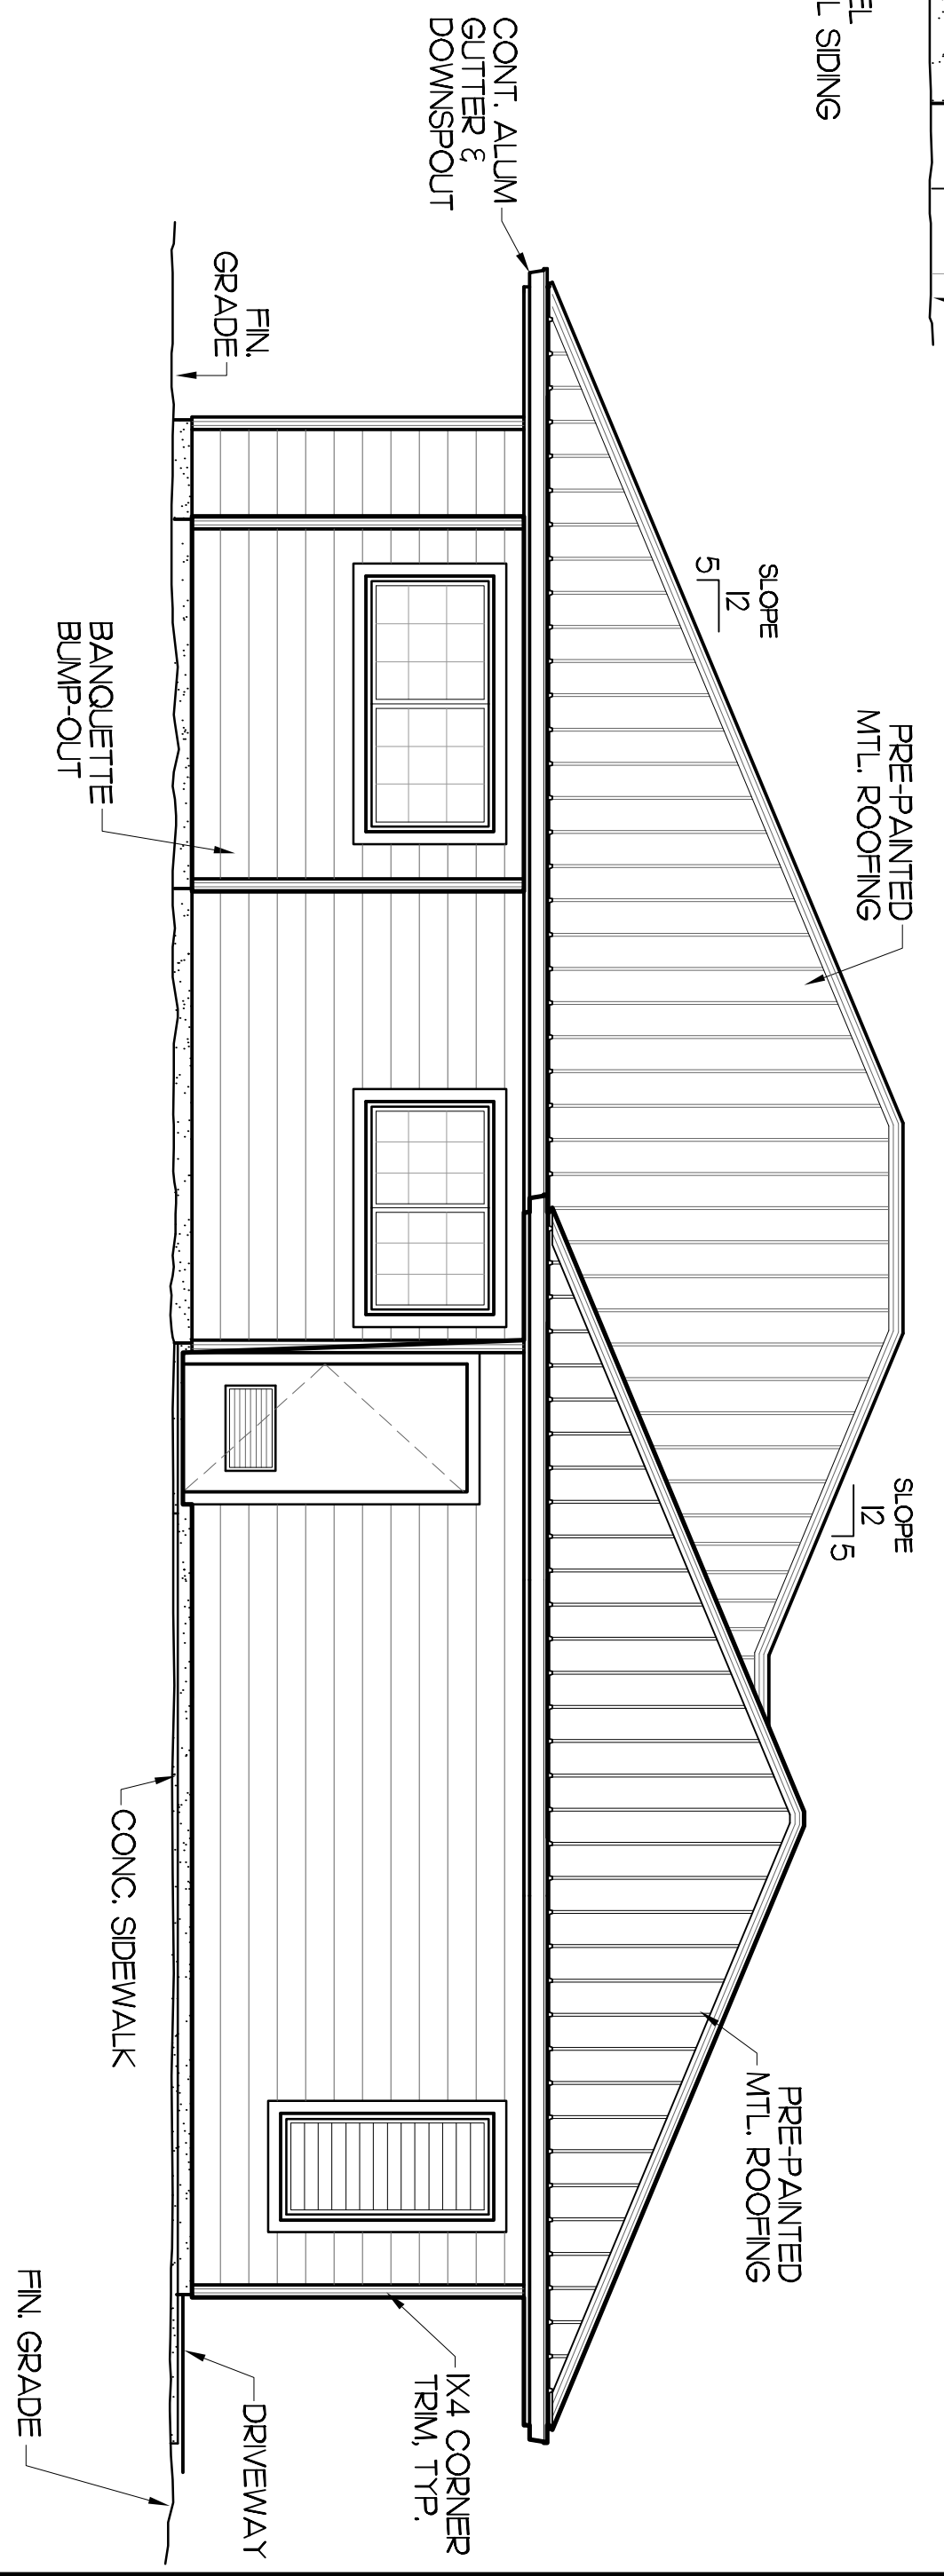 EL
L SIDING
CONT. ALUM
GUTTER &
DOWNSPOUT
FIN.
GRADE
SLOPE
12
5
PRE-PAINTED
MTL. ROOFING
BANQUETTE
BUMP-OUT
SLOPE
12
5
CONC. SIDEWALK
PRE-PAINTED
MTL. ROOFING
1X4 CORNER
TRIM, TYP.
DRIVEWAY
FIN. GRADE